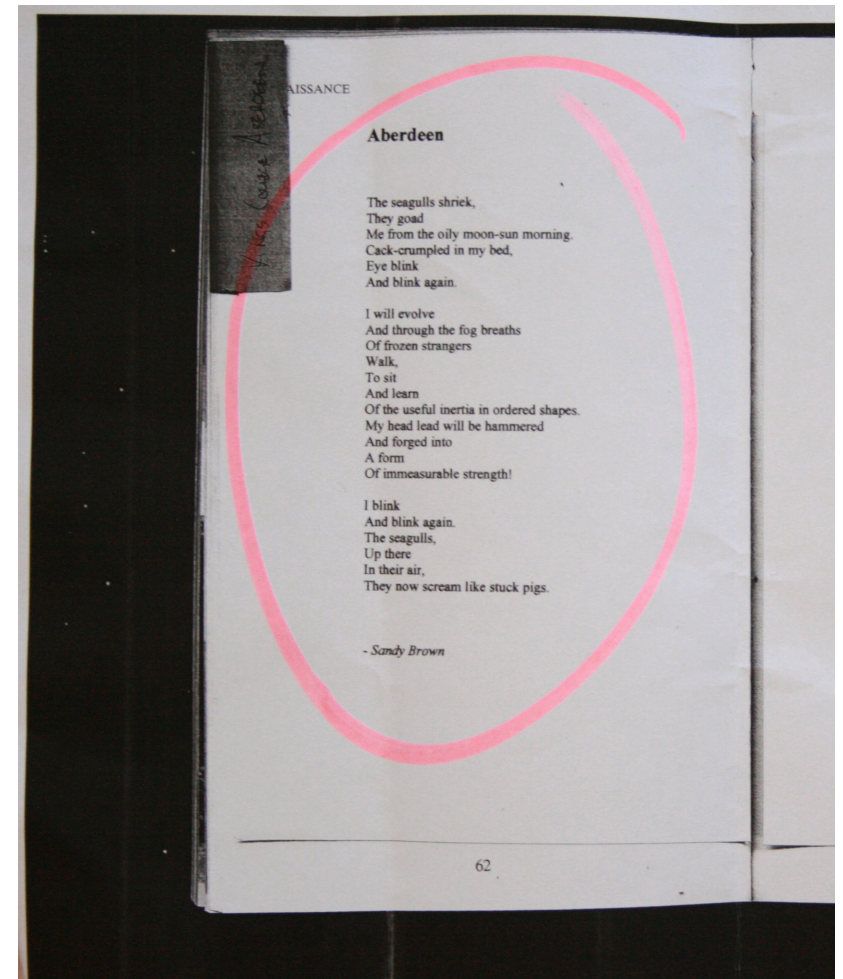 AISSANCE
Aberdeen
The seagulls shriek,
They goad
Me from the oily moon-sun morning.
Cack-crumpled in my bed,
Eye blink
And blink again.
I will evolve
And through the fog breaths
Of frozen strangers
Walk,
To sit
And learn
Of the useful inertia in ordered shapes.
My head lead will be hammered
And forged into
A form
Of immeasurable strength!
I blink
And blink again.
The seagulls,
Up there
In their air,
They now scream like stuck pigs.
- Sandy Brown
62